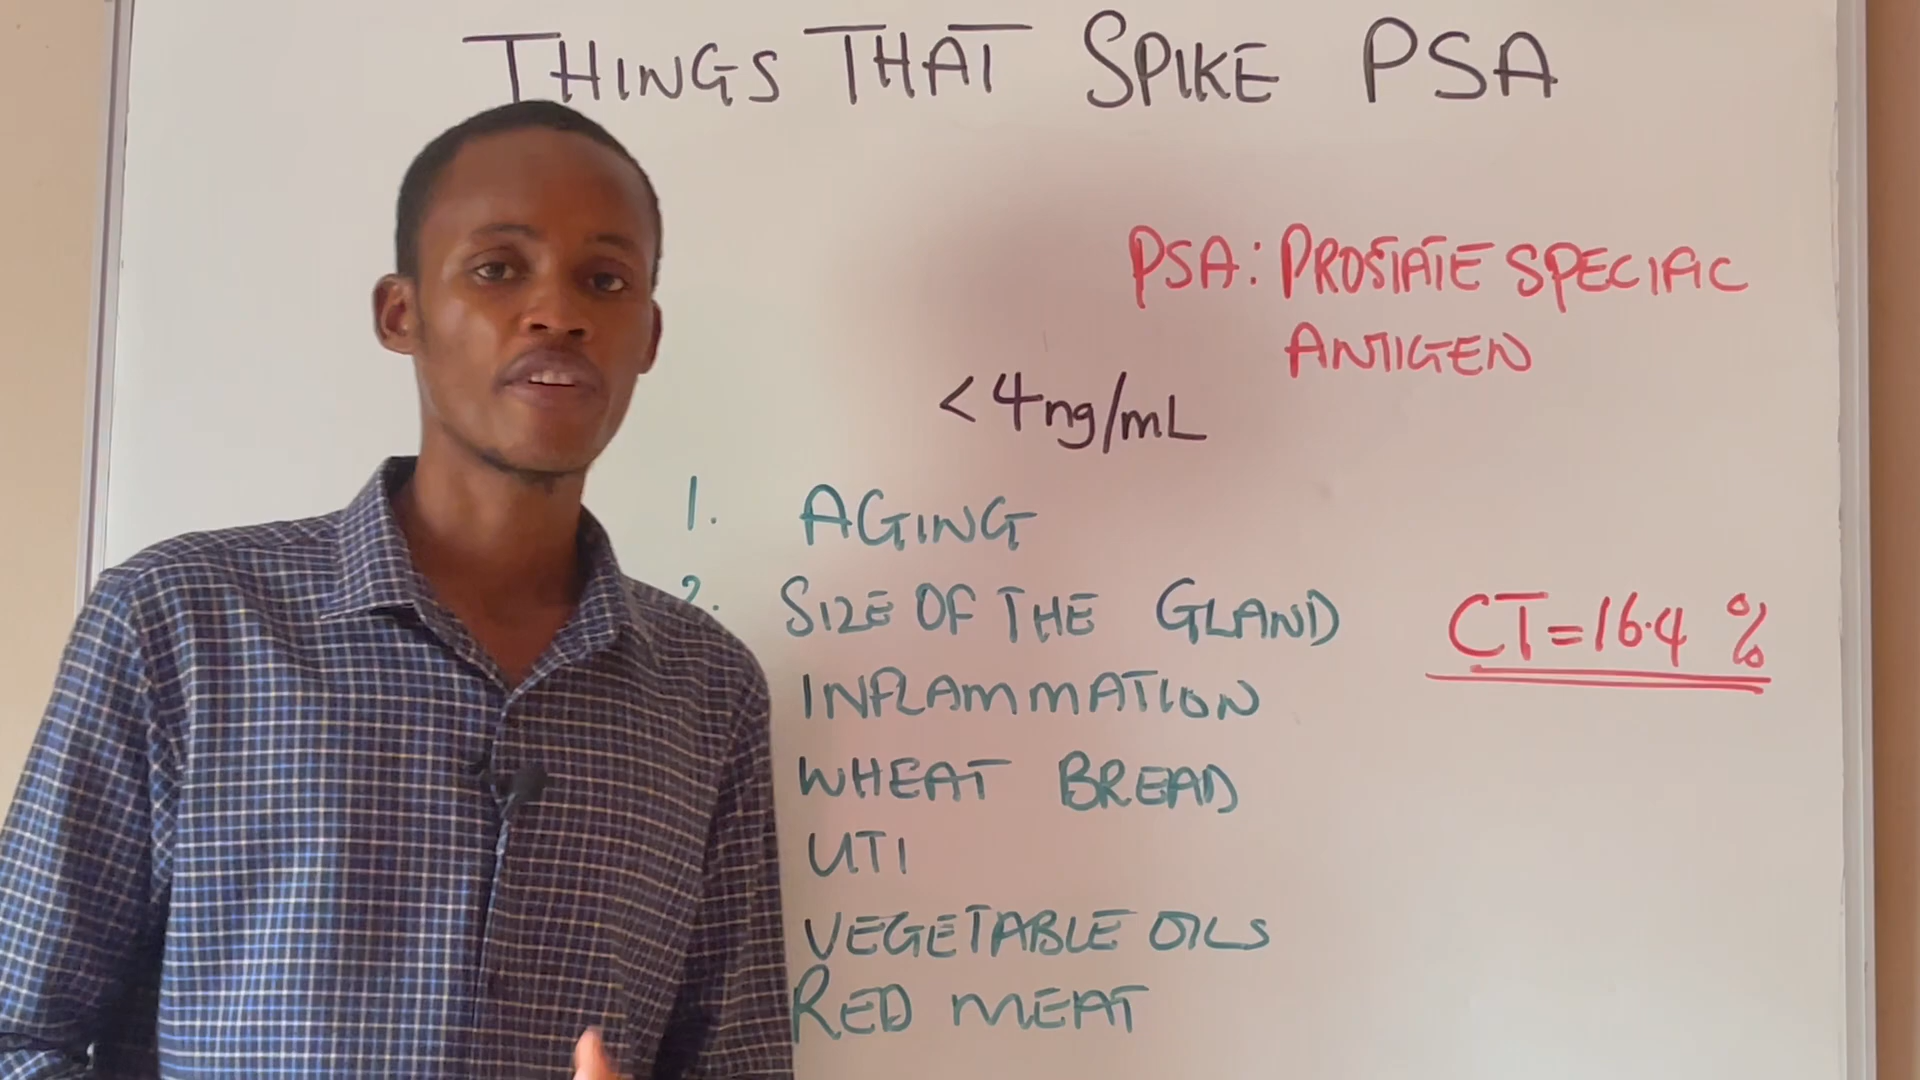 THINGS THAT SPIKE PSA
PSA: PROSTATE SPECIFIC
ANTIGEN
<4ng/mL
1. AGING
2. SIZE OF THE GLAND
CT=16.4 %
INFLAMMATION
WHEAT BREAD
UTI
VEGETABLE OILS
RED MEAT